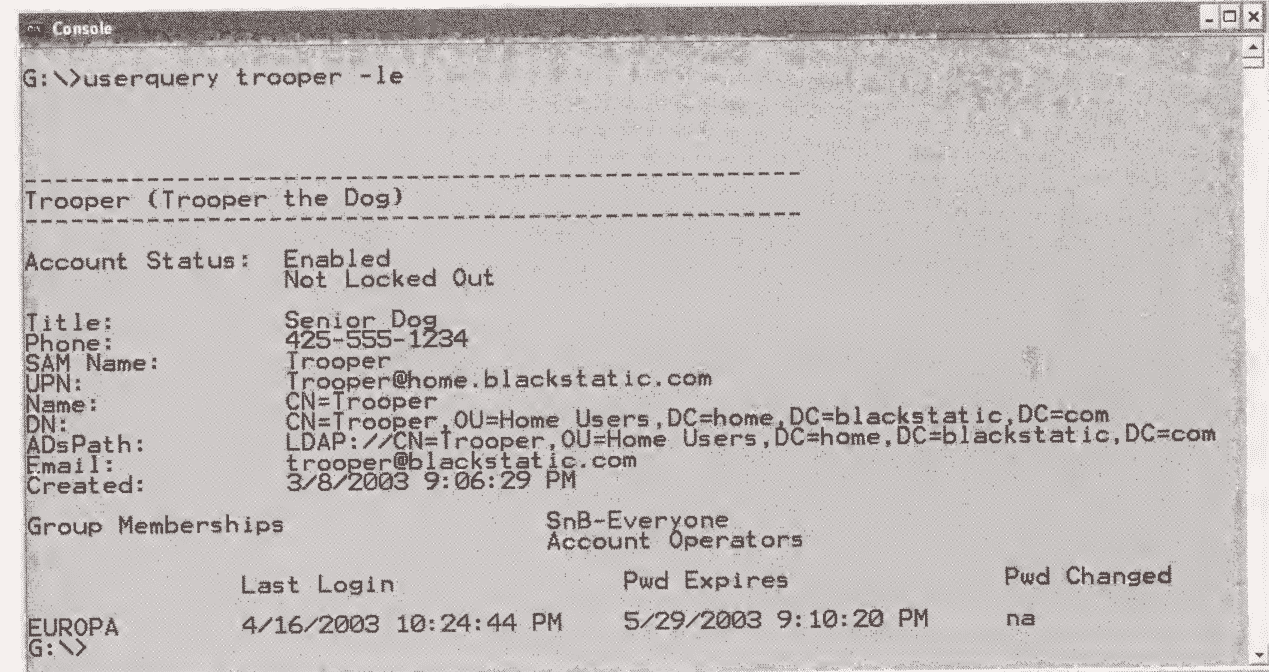 Console
G:\>userquery trooper -le
------------------------------------------------------------
Trooper (Trooper the Dog)
------------------------------------------------------------
Account Status: Enabled
Not Locked Out
Title: Senior Dog
Phone: 425-555-1234
SAM Name: Trooper
UPN: Trooper@home.blackstatic.com
Name: CN=Trooper
DN: CN=Trooper,OU=Home Users,DC=home,DC=blackstatic,DC=com
ADsPath: LDAP://CN=Trooper,OU=Home Users,DC=home,DC=blackstatic,DC=com
Email: trooper@blackstatic.com
Created: 3/8/2003 9:06:29 PM
Group Memberships SnB-Everyone
Account Operators
Last Login Pwd Expires Pwd Changed
EUROPA 4/16/2003 10:24:44 PM 5/29/2003 9:10:20 PM na
G:\>